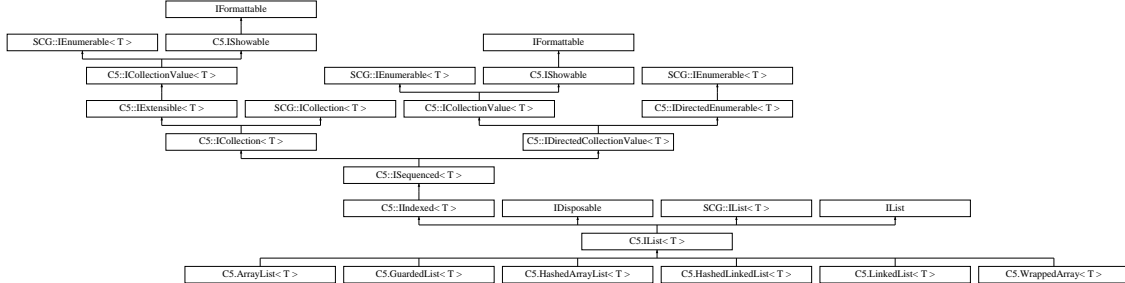 IFormattable
SCG::IEnumerable< T >
C5.IShowable
IFormattable
C5::ICollectionValue< T >
SCG::IEnumerable< T >
C5.IShowable
SCG::IEnumerable< T >
C5::IExtensible< T >
SCG::ICollection< T >
C5::ICollectionValue< T >
C5::IDirectedEnumerable< T >
C5::ICollection< T >
C5::IDirectedCollectionValue< T >
C5::ISequenced< T >
C5::IIndexed< T >
IDisposable
SCG::IList< T >
IList
C5.IList< T >
C5.ArrayList< T >
C5.GuardedList< T >
C5.HashedArrayList< T >
C5.HashedLinkedList< T >
C5.LinkedList< T >
C5.WrappedArray< T >